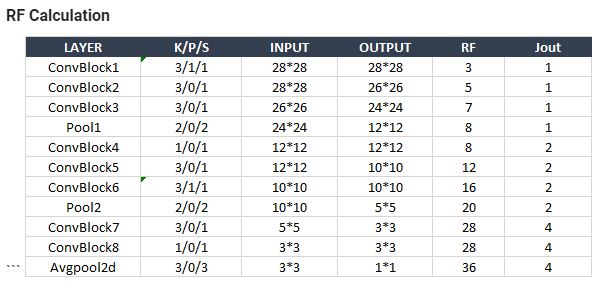 RF Calculation
LAYER K/P/S INPUT OUTPUT RF Jout
ConvBlock1 3/1/1 28*28 28*28 3 1
ConvBlock2 3/0/1 28*28 26*26 5 1
ConvBlock3 3/0/1 26*26 24*24 7 1
Pool1 2/0/2 24*24 12*12 8 1
ConvBlock4 1/0/1 12*12 12*12 8 2
ConvBlock5 3/0/1 12*12 10*10 12 2
ConvBlock6 3/1/1 10*10 10*10 16 2
Pool2 2/0/2 10*10 5*5 20 2
ConvBlock7 3/0/1 5*5 3*3 28 4
ConvBlock8 1/0/1 3*3 3*3 28 4
``` Avgpool2d 3/0/3 3*3 1*1 36 4